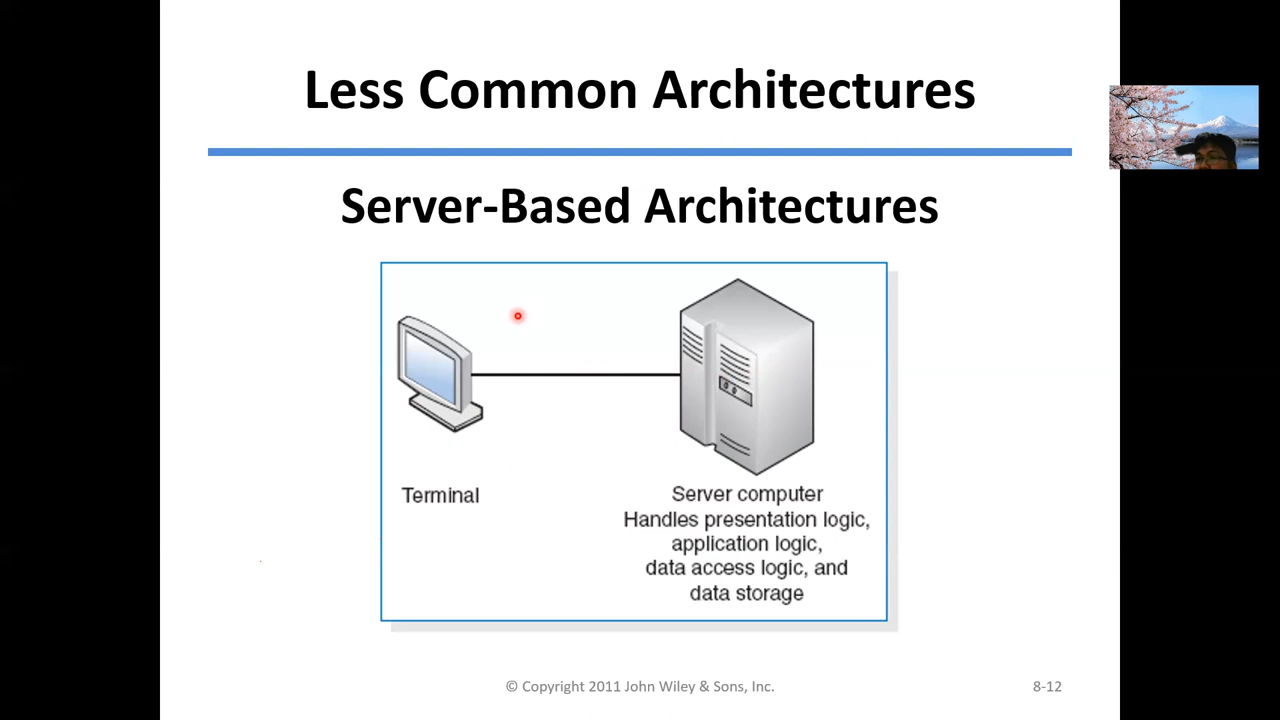 Less Common Architectures
Server-Based Architectures
Terminal
Server computer
Handles presentation logic,
application logic,
data access logic, and
data storage
© Copyright 2011 John Wiley & Sons, Inc.
8-12